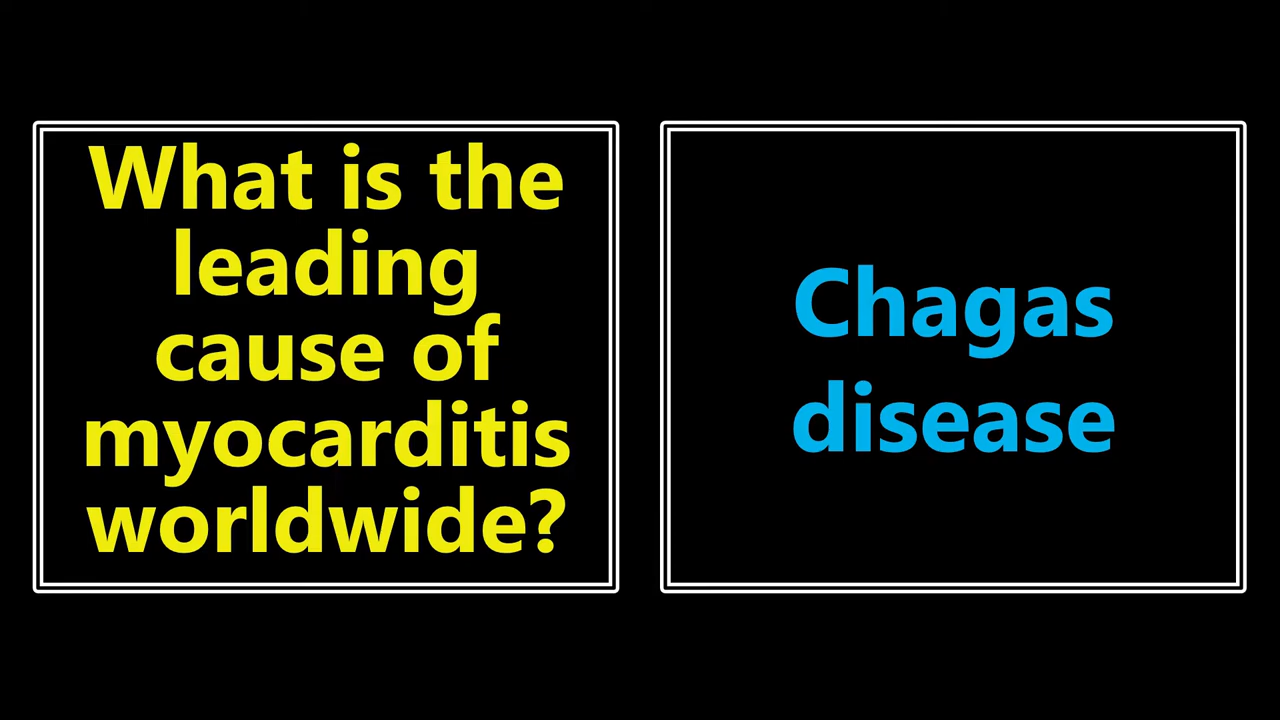 What is the
leading
cause of
myocarditis
worldwide?
Chagas
disease